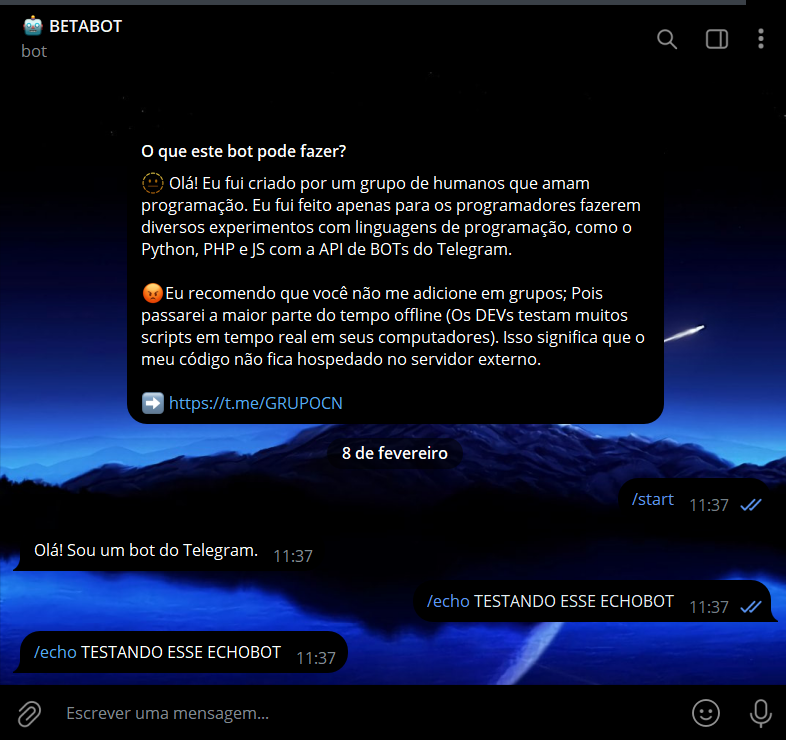 BETABOT
bot
O que este bot pode fazer?
Olá! Eu fui criado por um grupo de humanos que amam
programação. Eu fui feito apenas para os programadores fazerem
diversos experimentos com linguagens de programação, como o
Python, PHP e JS com a API de BOTs do Telegram.
Eu recomendo que você não me adicione em grupos; Pois
passarei a maior parte do tempo offline (Os DEVs testam muitos
scripts em tempo real em seus computadores). Isso significa que o
meu código não fica hospedado no servidor externo.
https://t.me/GRUPOCN
8 de fevereiro
/start 11:37
Olá! Sou um bot do Telegram. 11:37
/echo TESTANDO ESSE ECHOBOT 11:37
/echo TESTANDO ESSE ECHOBOT 11:37
Escrever uma mensagem...